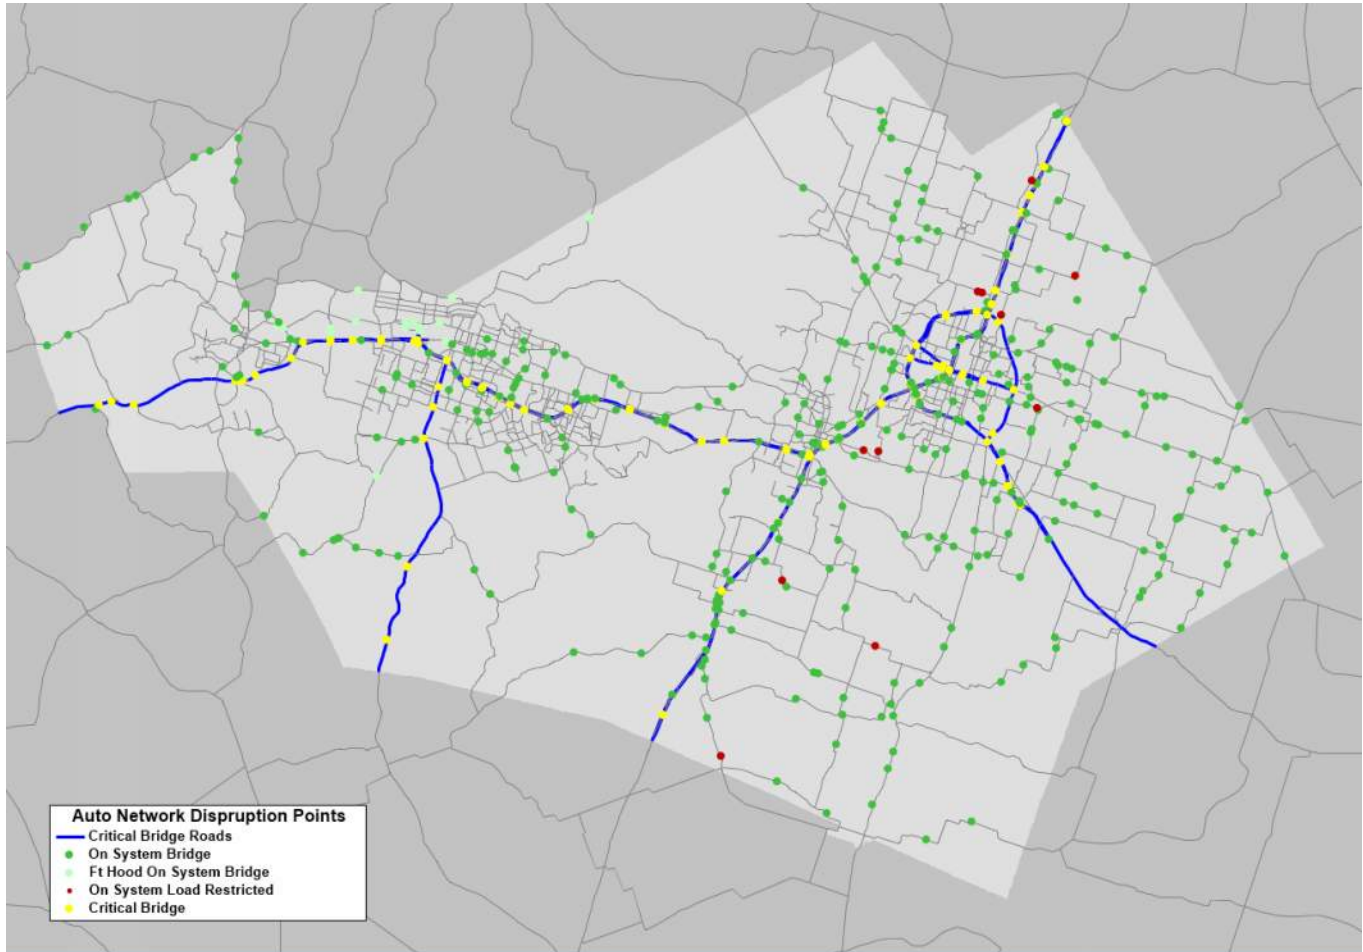 Auto Network Dispruption Points
Critical Bridge Roads
On System Bridge
Ft Hood On System Bridge
On System Load Restricted
Critical Bridge